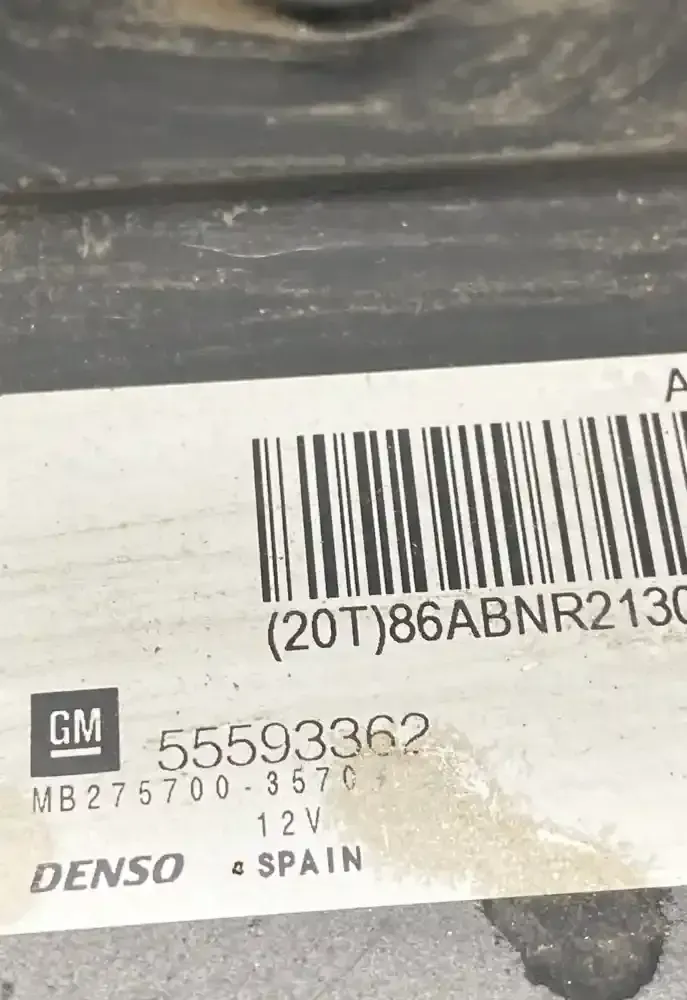 A
(20T)86ABNR2130
GM 55593362
MB275700-3570
12V
DENSO SPAIN